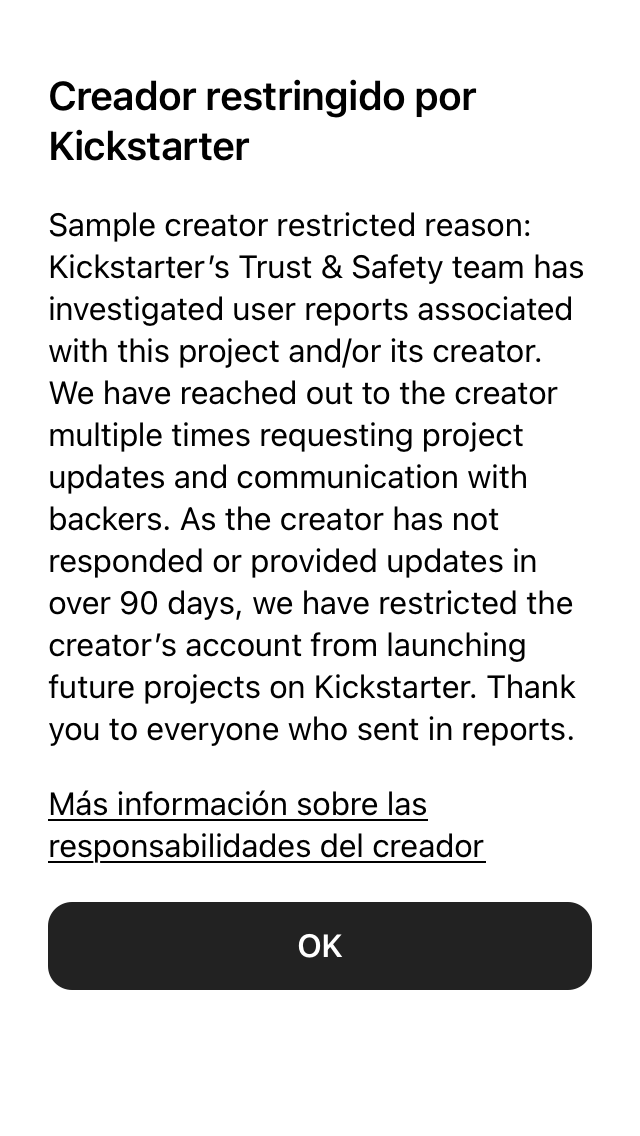 Creador restringido por
Kickstarter
Sample creator restricted reason:
Kickstarter’s Trust & Safety team has
investigated user reports associated
with this project and/or its creator.
We have reached out to the creator
multiple times requesting project
updates and communication with
backers. As the creator has not
responded or provided updates in
over 90 days, we have restricted the
creator’s account from launching
future projects on Kickstarter. Thank
you to everyone who sent in reports.
Más información sobre las
responsabilidades del creador
OK